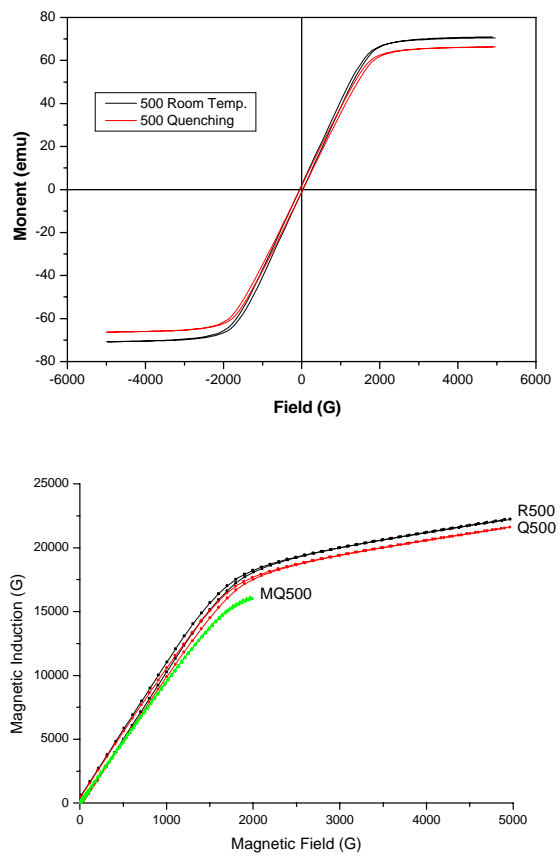 80
60
40
20
0
-20
-40
-60
-80
Monent (emu)
500 Room Temp.
500 Quenching
-6000 -4000 -2000 0 2000 4000 6000
Field (G)
25000
20000
15000
10000
5000
0
Magnetic Induction (G)
R500
Q500
MQ500
0 1000 2000 3000 4000 5000
Magnetic Field (G)